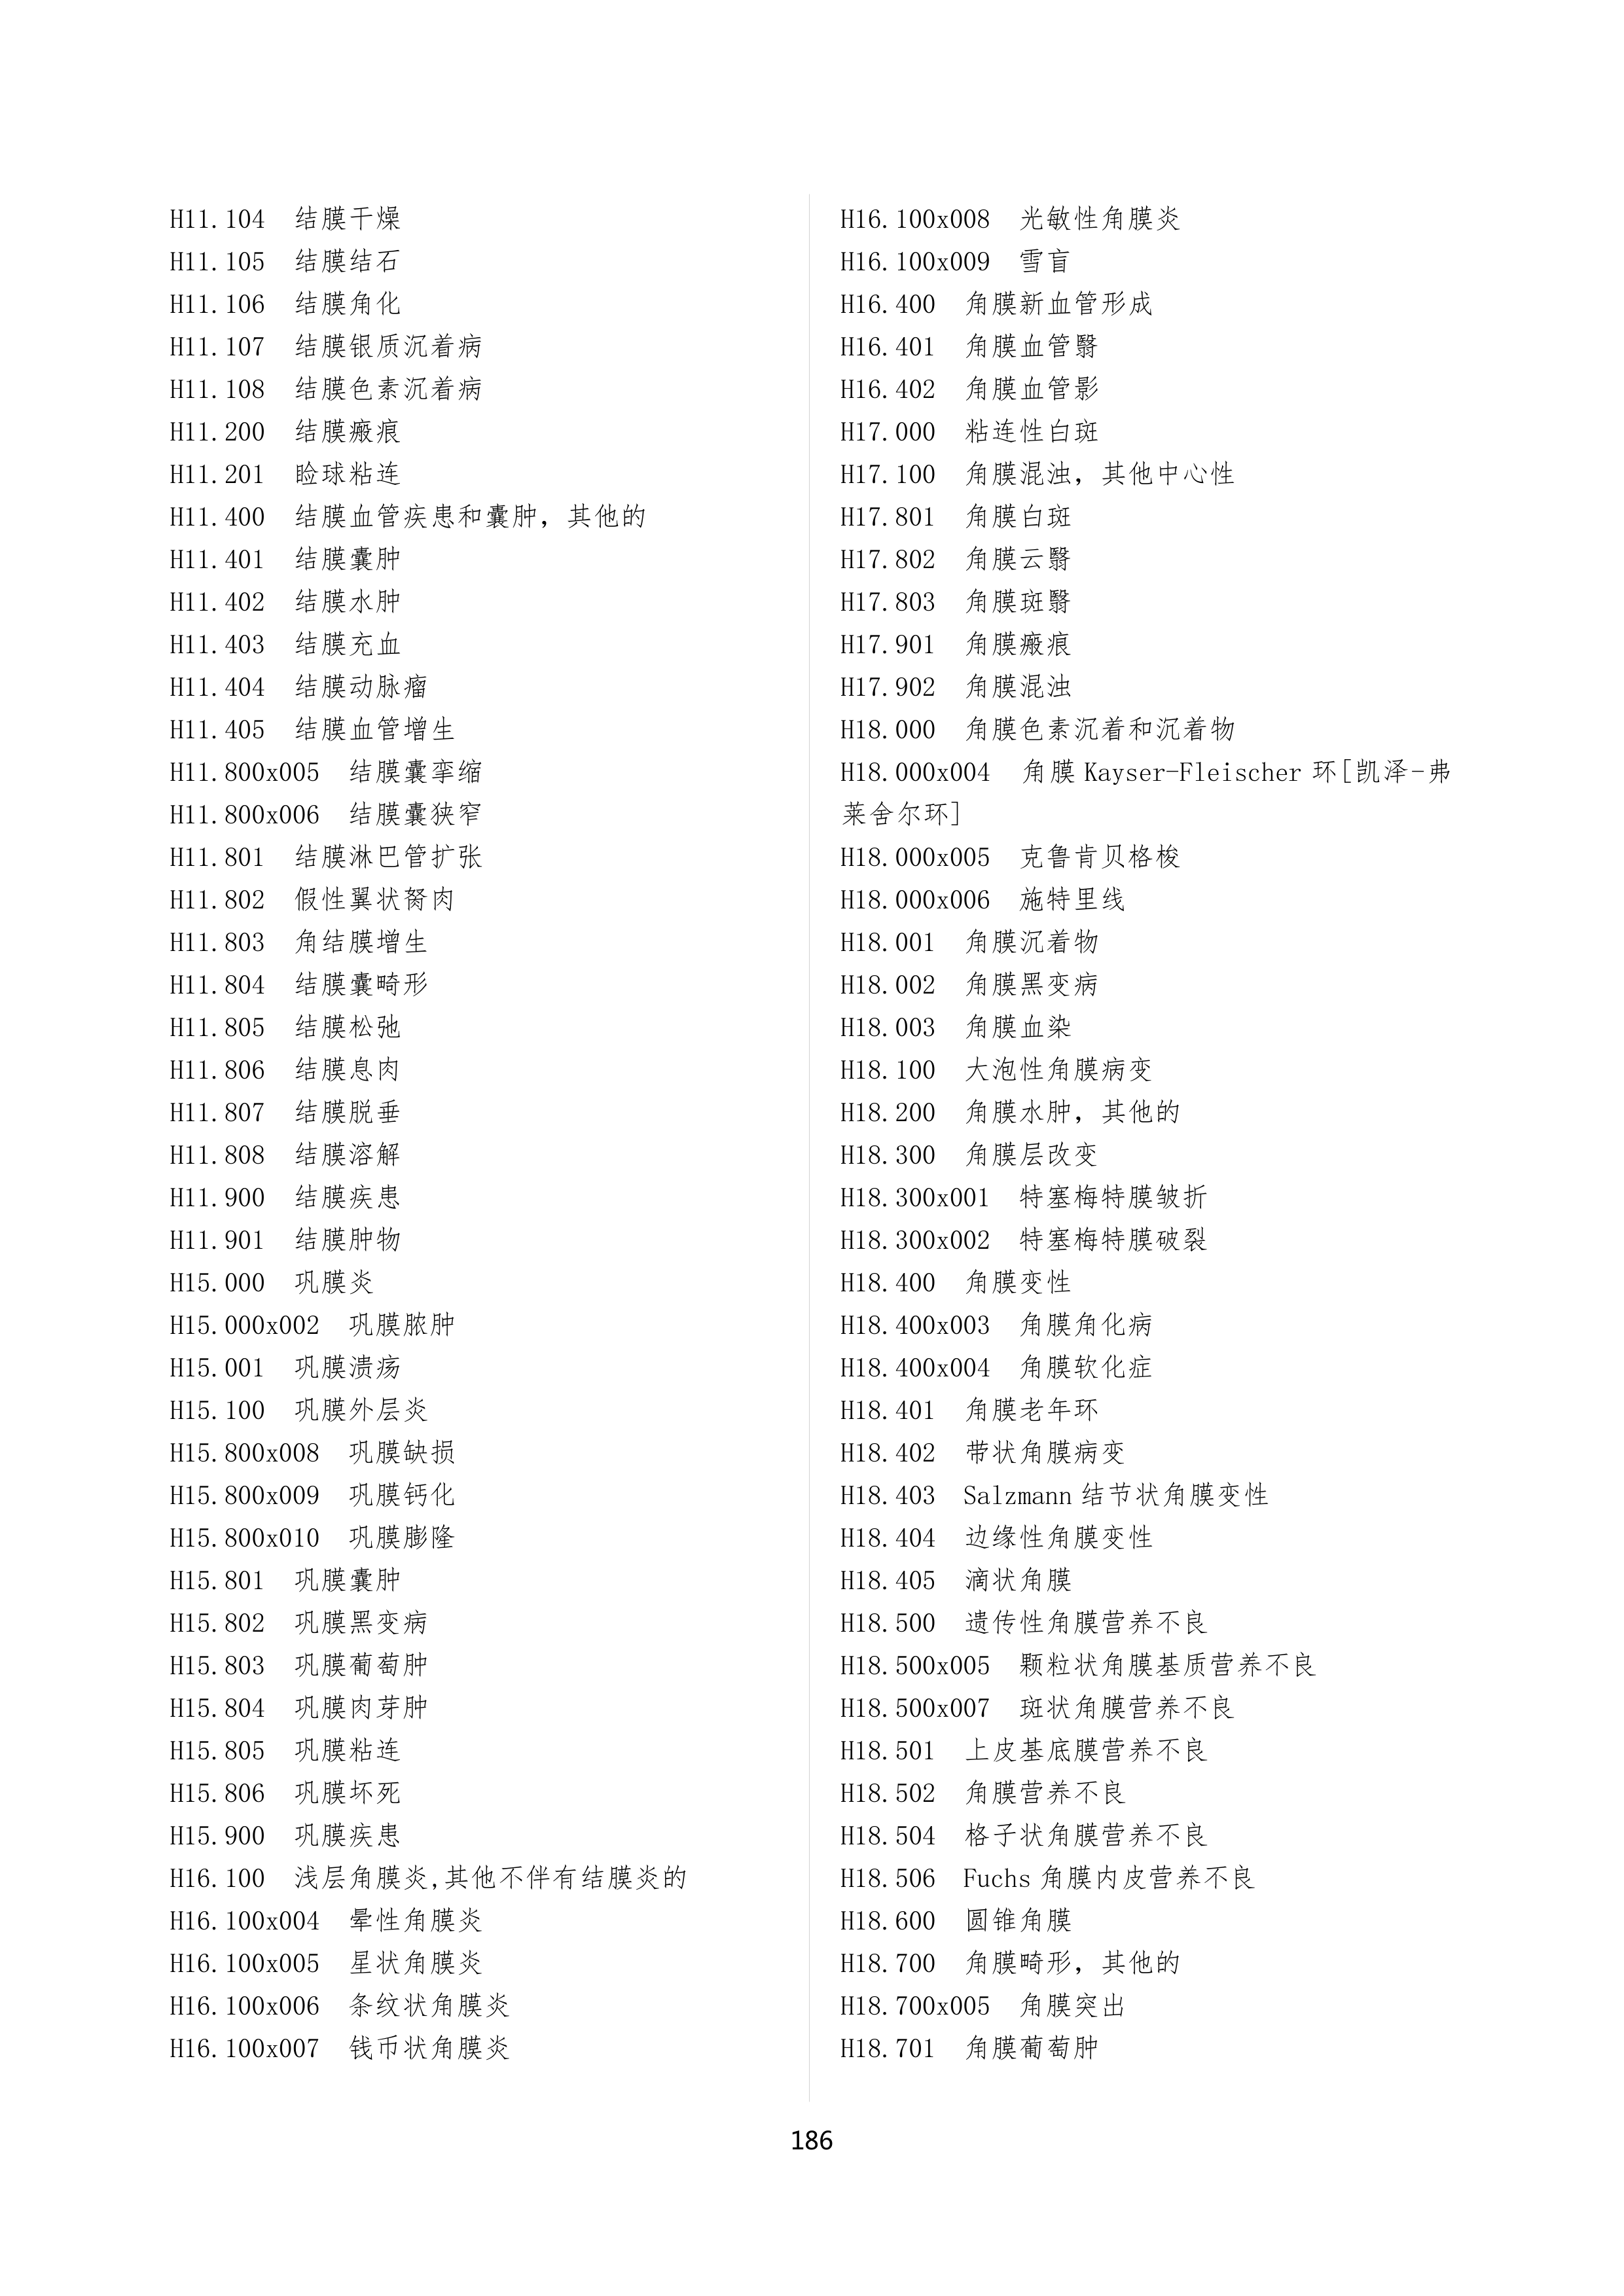 H11.104 结膜干燥
H11.105 结膜结石
H11.106 结膜角化
H11.107 结膜银质沉着病
H11.108 结膜色素沉着病
H11.200 结膜瘢痕
H11.201 睑球粘连
H11.400 结膜血管疾患和囊肿，其他的
H11.401 结膜囊肿
H11.402 结膜水肿
H11.403 结膜充血
H11.404 结膜动脉瘤
H11.405 结膜血管增生
H11.800x005 结膜囊挛缩
H11.800x006 结膜囊狭窄
H11.801 结膜淋巴管扩张
H11.802 假性翼状胬肉
H11.803 角结膜增生
H11.804 结膜囊畸形
H11.805 结膜松弛
H11.806 结膜息肉
H11.807 结膜脱垂
H11.808 结膜溶解
H11.900 结膜疾患
H11.901 结膜肿物
H15.000 巩膜炎
H15.000x002 巩膜脓肿
H15.001 巩膜溃疡
H15.100 巩膜外层炎
H15.800x008 巩膜缺损
H15.800x009 巩膜钙化
H15.800x010 巩膜膨隆
H15.801 巩膜囊肿
H15.802 巩膜黑变病
H15.803 巩膜葡萄肿
H15.804 巩膜肉芽肿
H15.805 巩膜粘连
H15.806 巩膜坏死
H15.900 巩膜疾患
H16.100 浅层角膜炎,其他不伴有结膜炎的
H16.100x004 晕性角膜炎
H16.100x005 星状角膜炎
H16.100x006 条纹状角膜炎
H16.100x007 钱币状角膜炎
H16.100x008 光敏性角膜炎
H16.100x009 雪盲
H16.400 角膜新血管形成
H16.401 角膜血管翳
H16.402 角膜血管影
H17.000 粘连性白斑
H17.100 角膜混浊，其他中心性
H17.801 角膜白斑
H17.802 角膜云翳
H17.803 角膜斑翳
H17.901 角膜瘢痕
H17.902 角膜混浊
H18.000 角膜色素沉着和沉着物
H18.000x004 角膜 Kayser-Fleischer 环[凯泽-弗
莱舍尔环]
H18.000x005 克鲁肯贝格梭
H18.000x006 施特里线
H18.001 角膜沉着物
H18.002 角膜黑变病
H18.003 角膜血染
H18.100 大泡性角膜病变
H18.200 角膜水肿，其他的
H18.300 角膜层改变
H18.300x001 特塞梅特膜皱折
H18.300x002 特塞梅特膜破裂
H18.400 角膜变性
H18.400x003 角膜角化病
H18.400x004 角膜软化症
H18.401 角膜老年环
H18.402 带状角膜病变
H18.403 Salzmann 结节状角膜变性
H18.404 边缘性角膜变性
H18.405 滴状角膜
H18.500 遗传性角膜营养不良
H18.500x005 颗粒状角膜基质营养不良
H18.500x007 斑状角膜营养不良
H18.501 上皮基底膜营养不良
H18.502 角膜营养不良
H18.504 格子状角膜营养不良
H18.506 Fuchs 角膜内皮营养不良
H18.600 圆锥角膜
H18.700 角膜畸形，其他的
H18.700x005 角膜突出
H18.701 角膜葡萄肿
186